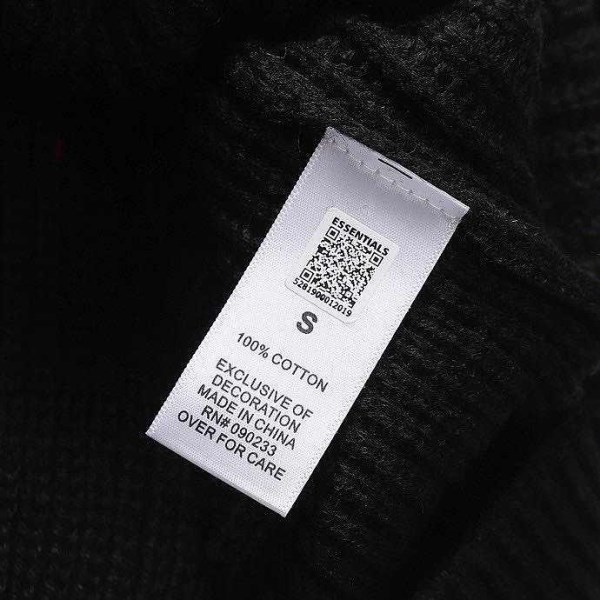 ESSENTIALS
5281900012019
S
100% COTTON
EXCLUSIVE OF
DECORATION
MADE IN CHINA
RN# 090233
OVER FOR CARE